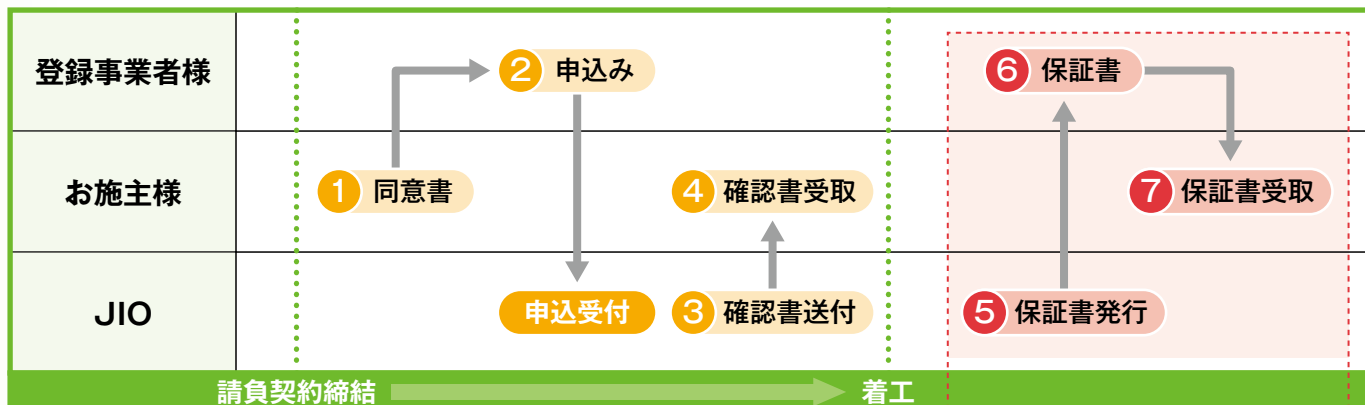 登録事業者様
② 申込み
⑥ 保証書
お施主様
① 同意書
④ 確認書受取
⑦ 保証書受取
JIO
申込受付
③ 確認書送付
⑤ 保証書発行
請負契約締結
着工